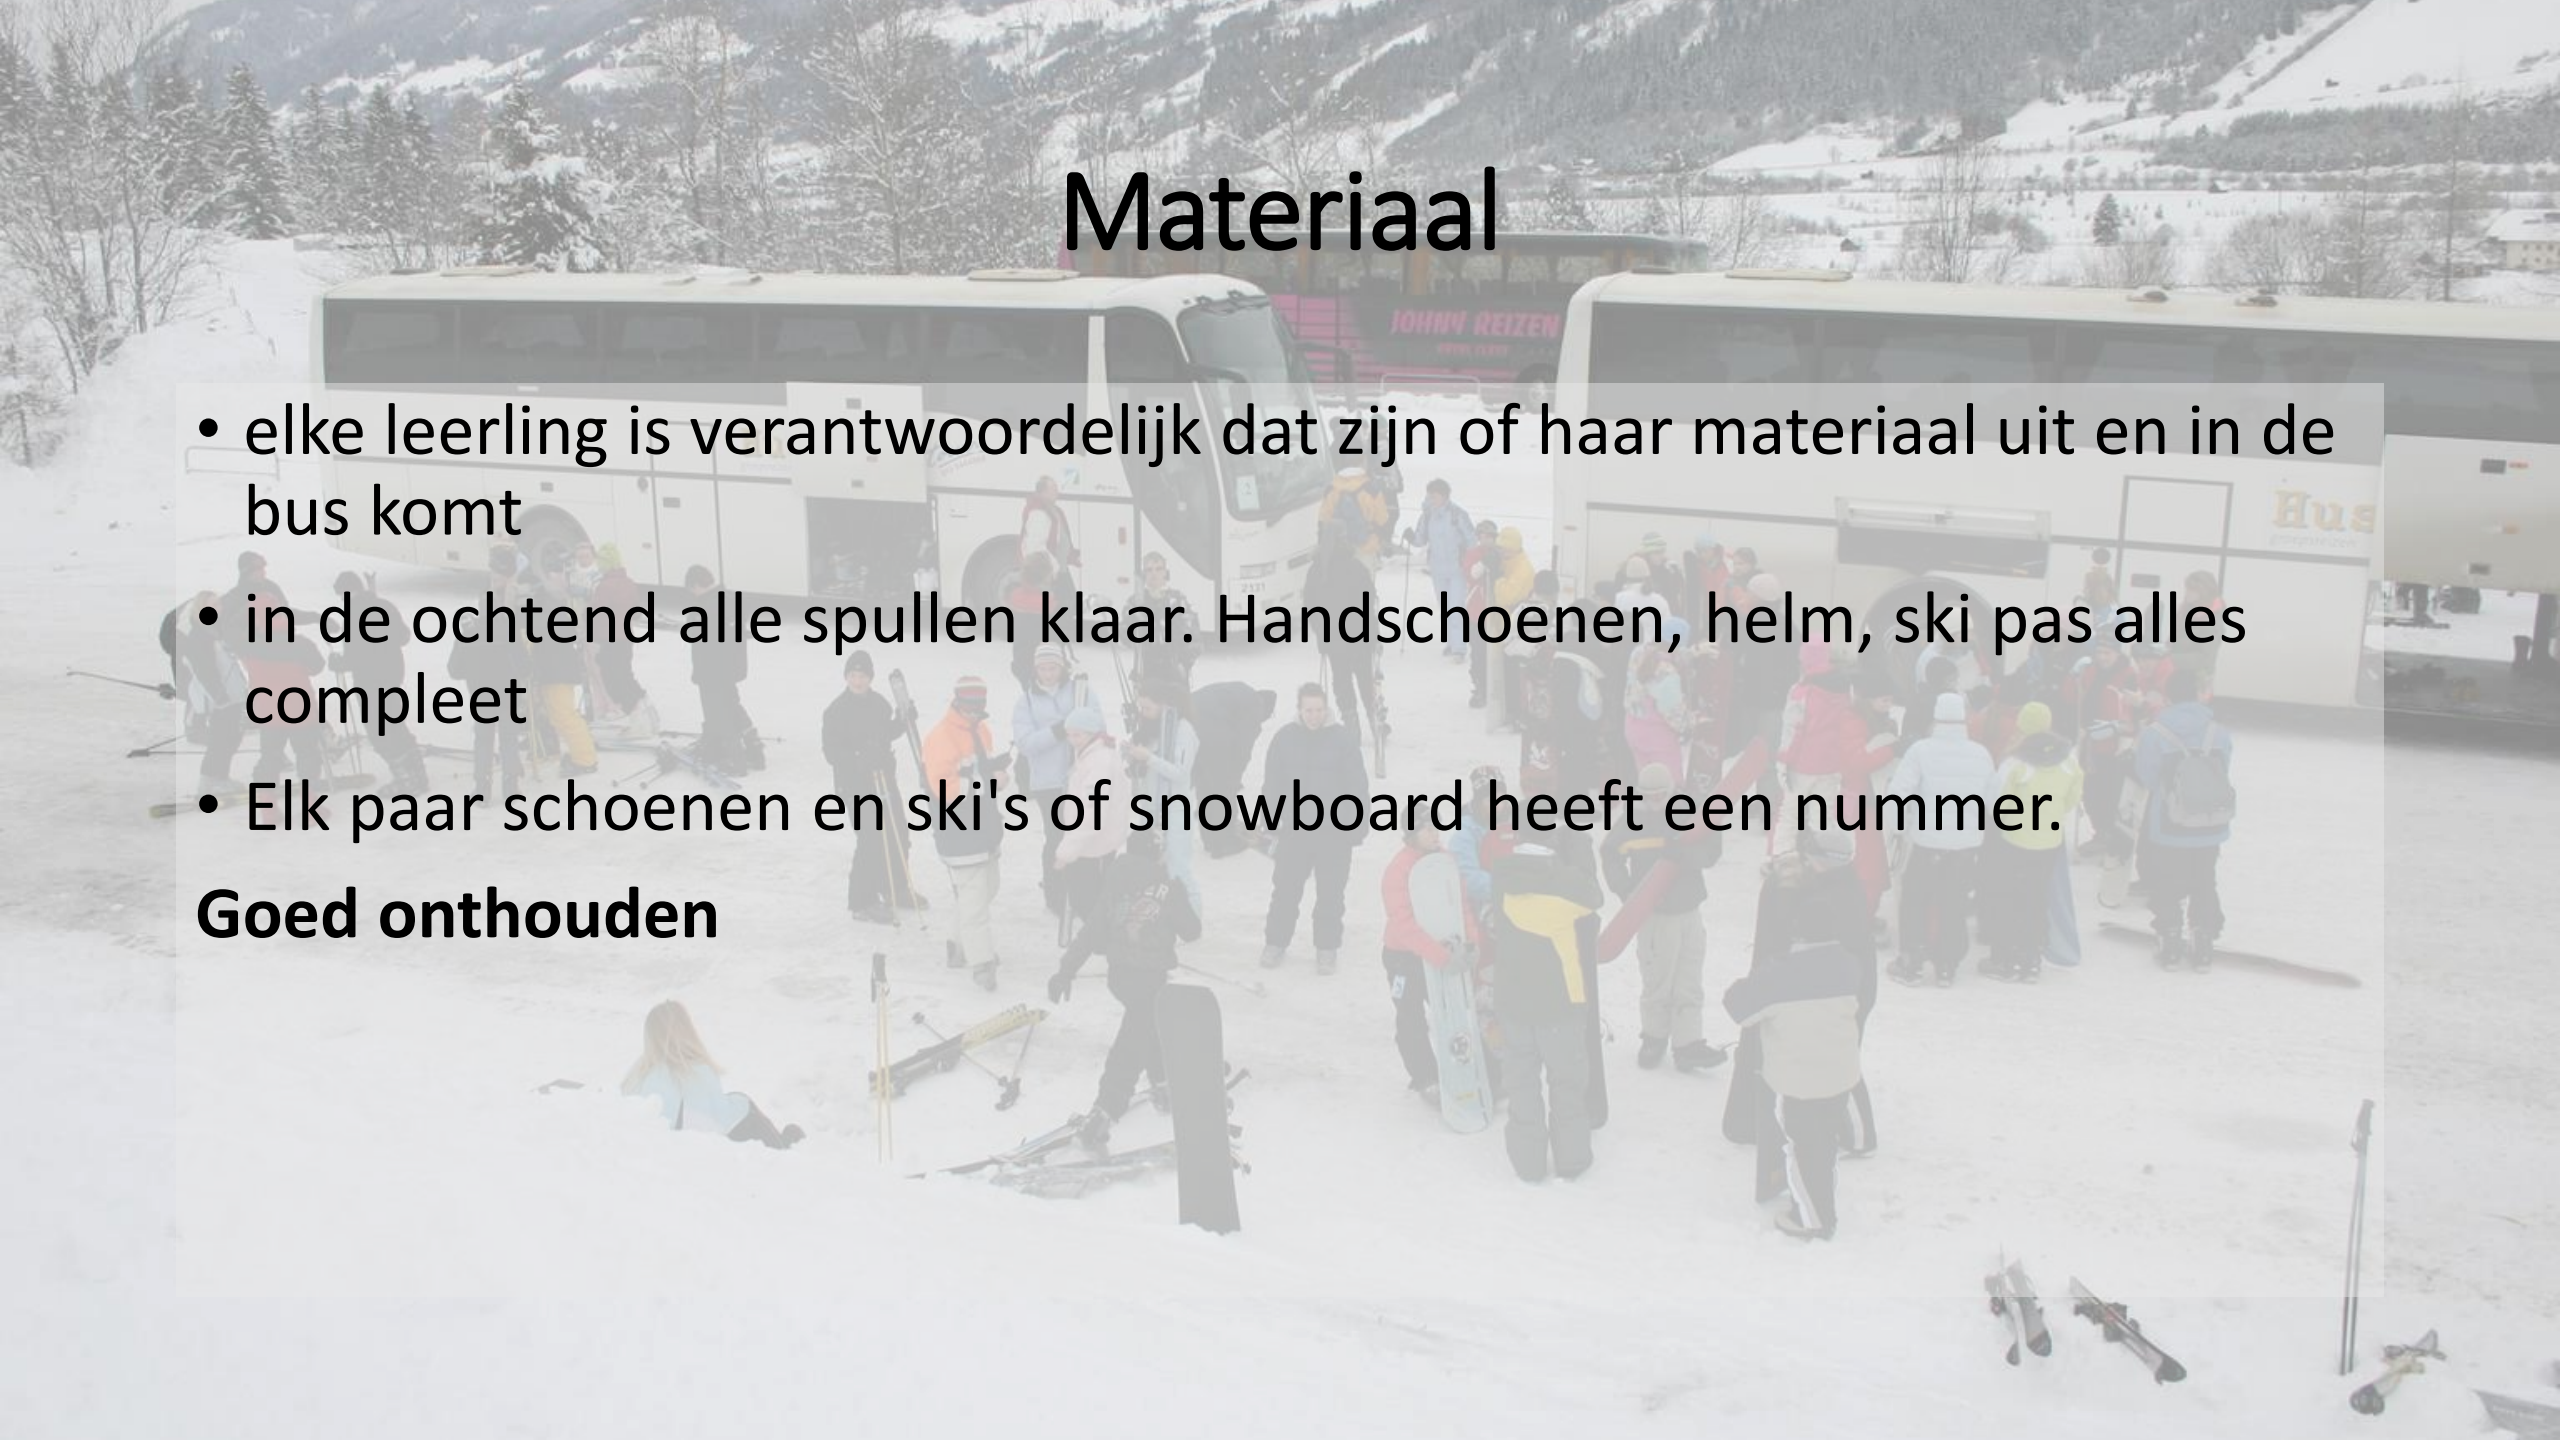 Materiaal
JOHNY REIZEN
• elke leerling is verantwoordelijk dat zijn of haar materiaal uit en in de
bus komt
Hus
• in de ochtend alle spullen klaar. Handschoenen, helm, ski pas alles
compleet
• Elk paar schoenen en ski's of snowboard heeft een nummer.
Goed onthouden